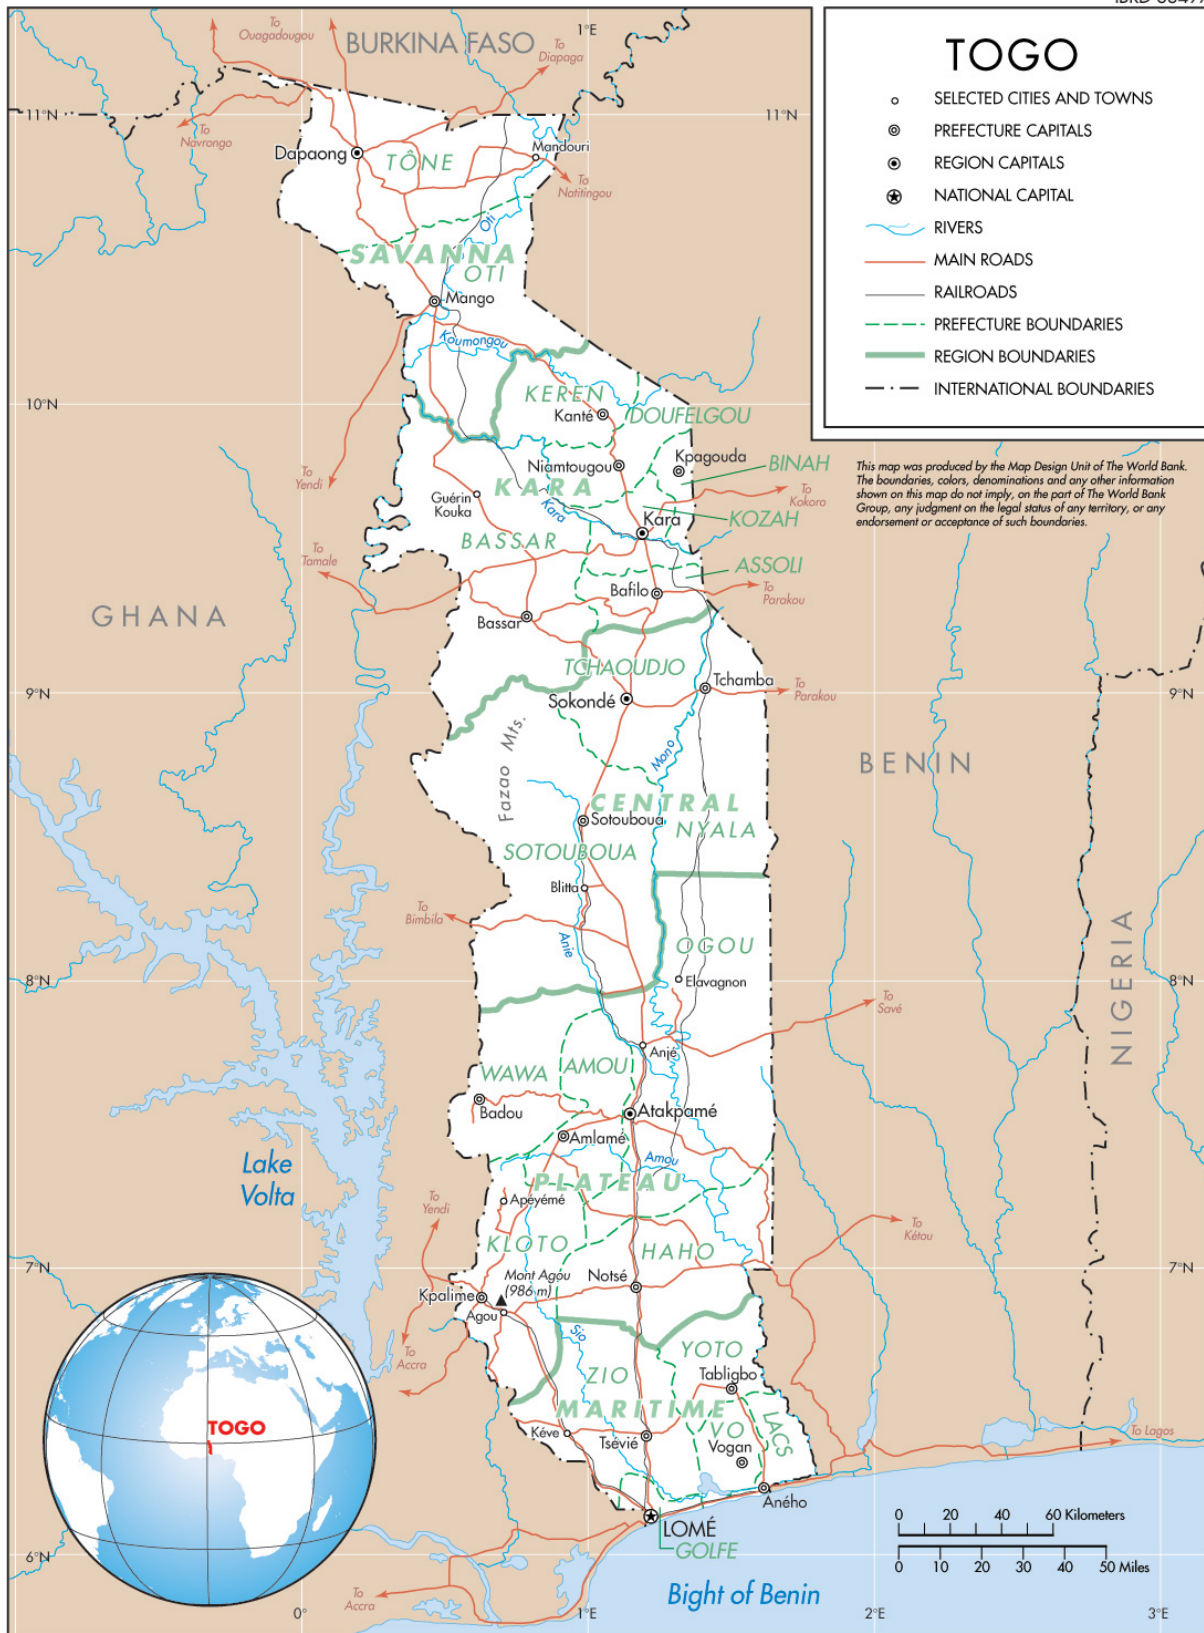 To
Ouagadougou
BURKINA FASO
1°E
To
Diapaga
11°N
11°N
To
Navrongo
Dapaong
TÔNE
Mandouri
To
Natitingou
Oti
SAVANNA
OTI
Mango
Koumongou
10°N
KEREN
Kanté
DOUFELGOU
Niamtougou
Kpagouda
BINAH
To
Yendi
Guérin
Kouka
KARA
Kara
Kara
KOZAH
To
Kokoro
BASSAR
To
Tamale
ASSOLI
Bafilo
To
Parakou
GHANA
Bassar
TCHAOUDJO
Tchamba
To
Parakou
9°N
9°N
Sokondé
Fazao Mts.
Mono
BENIN
CENTRAL
Sotouboua
NYALA
SOTOUBOUA
Blitta
To
Bimbila
Anie
OGOU
NIGERIA
8°N
8°N
Elavagnon
To
Savé
Anjé
WAWA
AMOU
Badou
Atakpamé
Amlamé
Amou
Lake
Volta
PLATEAU
To
Yendi
Apéyémé
To
Kétou
KLOTO
HAHO
7°N
7°N
Mont Agóu
(986 m)
Notsé
Kpalime
Agou
Sio
To
Accra
YOTO
ZIO
Tabligbo
MARITIME
VO
LACS
Kéve
Tsévié
Vogan
To Lagos
Aného
LOMÉ
GOLFE
6°N
To
Accra
Bight of Benin
0°
1°E
2°E
3°E
TOGO
0 20 40 60 Kilometers
0 10 20 30 40 50 Miles
TOGO
SELECTED CITIES AND TOWNS
PREFECTURE CAPITALS
REGION CAPITALS
NATIONAL CAPITAL
RIVERS
MAIN ROADS
RAILROADS
PREFECTURE BOUNDARIES
REGION BOUNDARIES
INTERNATIONAL BOUNDARIES
This map was produced by the Map Design Unit of The World Bank.
The boundaries, colors, denominations and any other information
shown on this map do not imply, on the part of The World Bank
Group, any judgment on the legal status of any territory, or any
endorsement or acceptance of such boundaries.